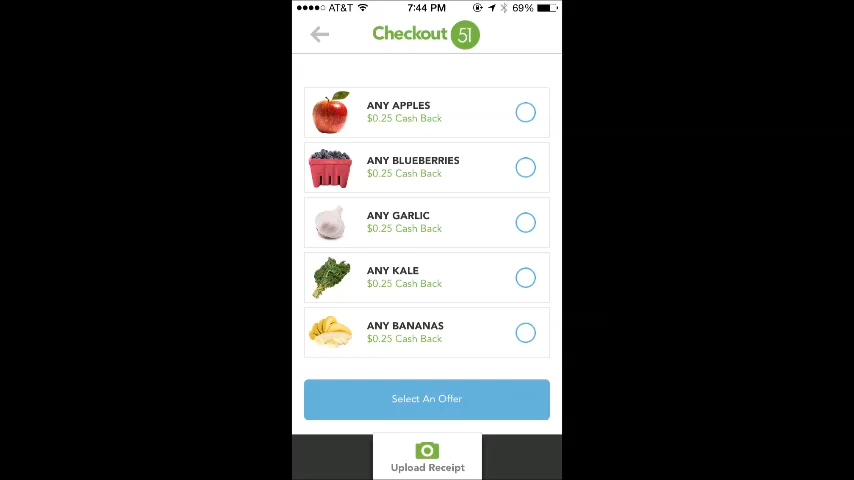 AT&T 7:44 PM 69%
Checkout 51
ANY APPLES
$0.25 Cash Back
ANY BLUEBERRIES
$0.25 Cash Back
ANY GARLIC
$0.25 Cash Back
ANY KALE
$0.25 Cash Back
ANY BANANAS
$0.25 Cash Back
Select An Offer
Upload Receipt